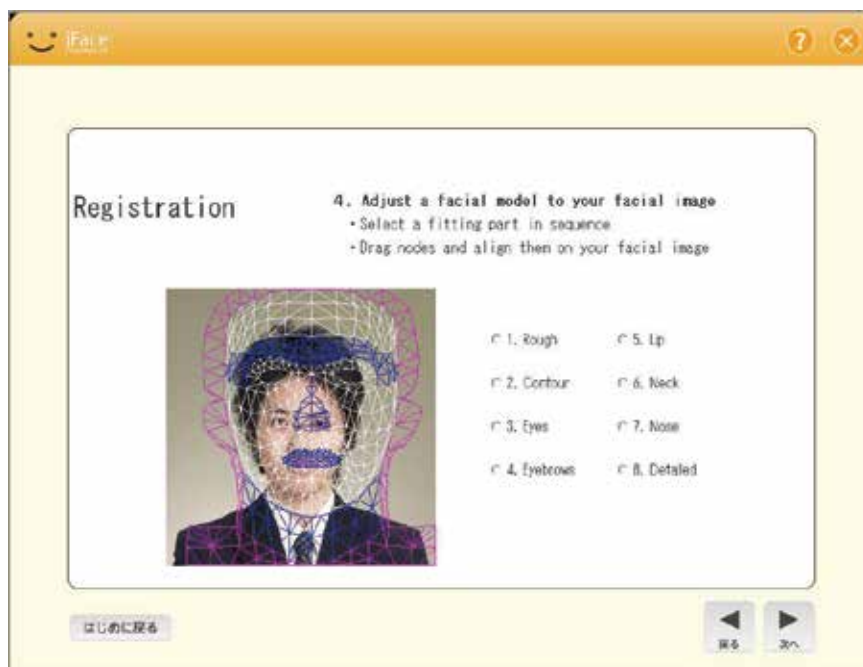 iFace
?
Registration
4. Adjust a facial model to your facial image
・Select a fitting part in sequence
・Drag nodes and align them on your facial image
1. Rough
5. Lip
2. Contour
6. Neck
3. Eyes
7. Nose
4. Eyebrows
8. Detailed
はじめに戻る
戻る
次へ